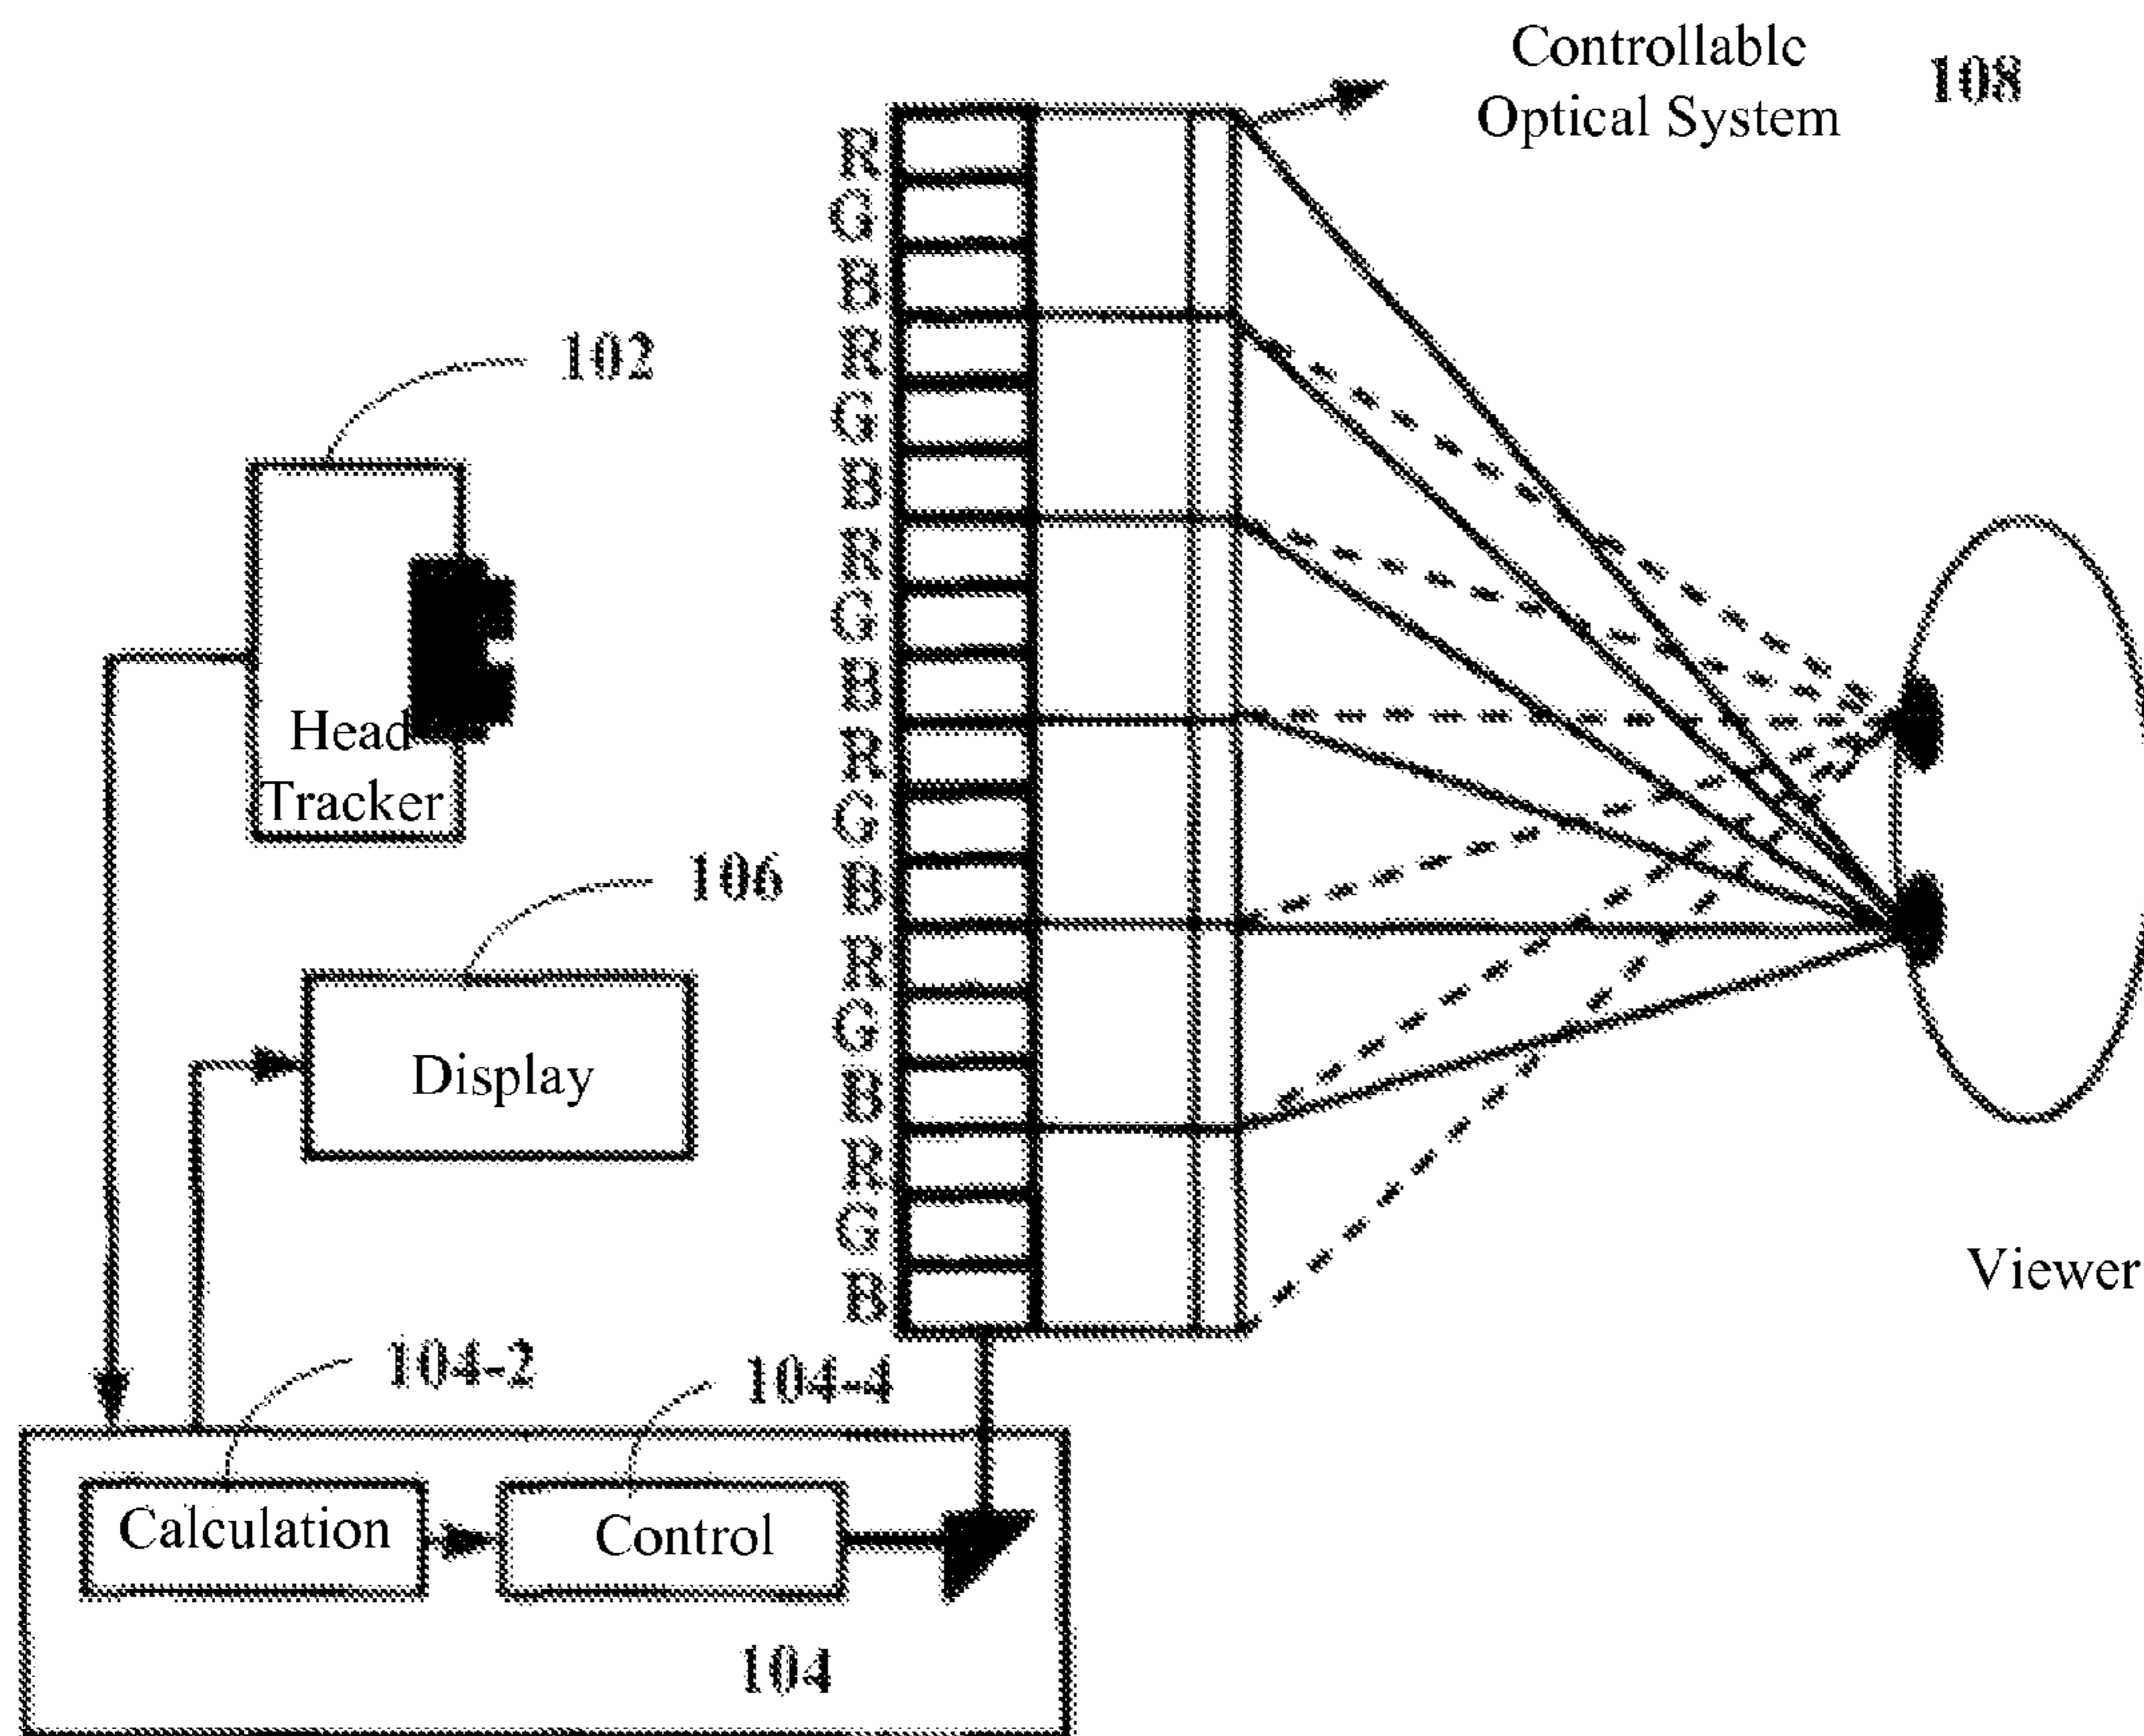 Controllable
Optical System
108
R
G
B
R
G
B
R
G
B
R
G
B
R
G
B
R
G
B
102
Head
Tracker
106
Display
Viewer
104-2
104-4
Calculation
Control
104